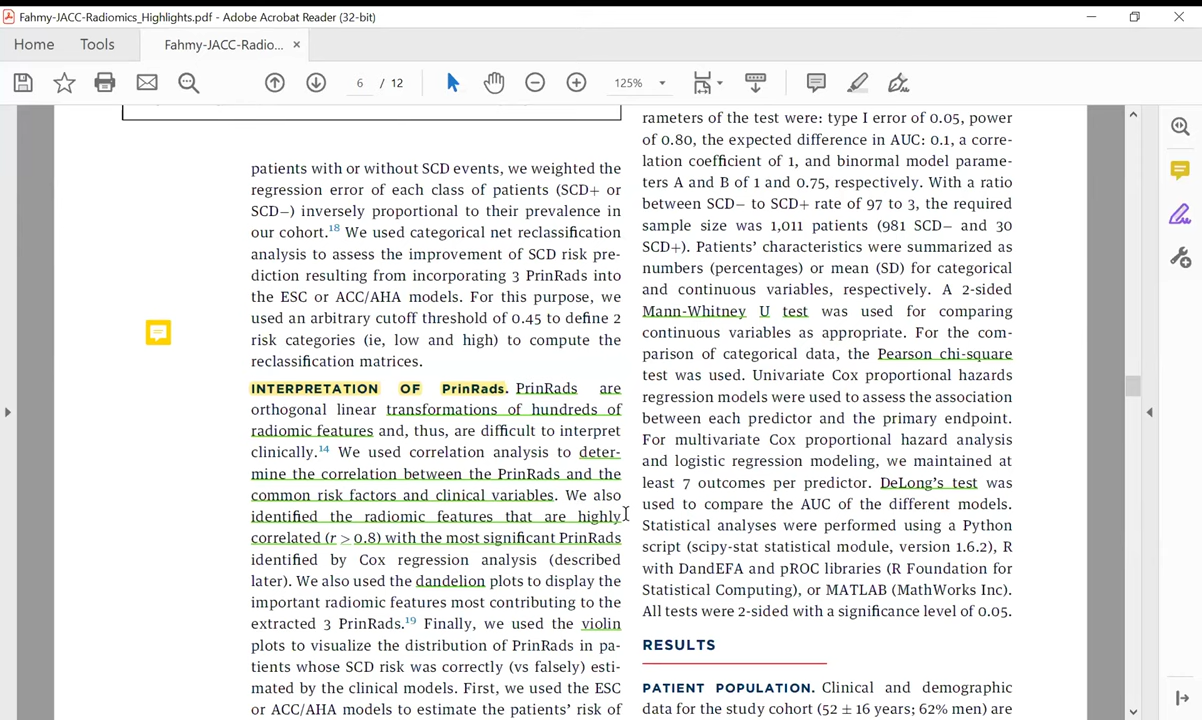 Fahmy-JACC-Radiomics_Highlights.pdf - Adobe Acrobat Reader (32-bit)
Home Tools Fahmy-JACC-Radio... ×
6 / 12 125%
patients with or without SCD events, we weighted the
regression error of each class of patients (SCD+ or
SCD−) inversely proportional to their prevalence in
our cohort.18 We used categorical net reclassification
analysis to assess the improvement of SCD risk pre-
diction resulting from incorporating 3 PrinRads into
the ESC or ACC/AHA models. For this purpose, we
used an arbitrary cutoff threshold of 0.45 to define 2
risk categories (ie, low and high) to compute the
reclassification matrices.
INTERPRETATION OF PrinRads. PrinRads are
orthogonal linear transformations of hundreds of
radiomic features and, thus, are difficult to interpret
clinically.14 We used correlation analysis to deter-
mine the correlation between the PrinRads and the
common risk factors and clinical variables. We also
identified the radiomic features that are highly
correlated (r > 0.8) with the most significant PrinRads
identified by Cox regression analysis (described
later). We also used the dandelion plots to display the
important radiomic features most contributing to the
extracted 3 PrinRads.19 Finally, we used the violin
plots to visualize the distribution of PrinRads in pa-
tients whose SCD risk was correctly (vs falsely) esti-
mated by the clinical models. First, we used the ESC
or ACC/AHA models to estimate the patients' risk of
rameters of the test were: type I error of 0.05, power
of 0.80, the expected difference in AUC: 0.1, a corre-
lation coefficient of 1, and binormal model parame-
ters A and B of 1 and 0.75, respectively. With a ratio
between SCD− to SCD+ rate of 97 to 3, the required
sample size was 1,011 patients (981 SCD− and 30
SCD+). Patients' characteristics were summarized as
numbers (percentages) or mean (SD) for categorical
and continuous variables, respectively. A 2-sided
Mann-Whitney U test was used for comparing
continuous variables as appropriate. For the com-
parison of categorical data, the Pearson chi-square
test was used. Univariate Cox proportional hazards
regression models were used to assess the association
between each predictor and the primary endpoint.
For multivariate Cox proportional hazard analysis
and logistic regression modeling, we maintained at
least 7 outcomes per predictor. DeLong's test was
used to compare the AUC of the different models.
Statistical analyses were performed using a Python
script (scipy-stat statistical module, version 1.6.2), R
with DandEFA and pROC libraries (R Foundation for
Statistical Computing), or MATLAB (MathWorks Inc).
All tests were 2-sided with a significance level of 0.05.
RESULTS
PATIENT POPULATION. Clinical and demographic
data for the study cohort (52 ± 16 years; 62% men) are